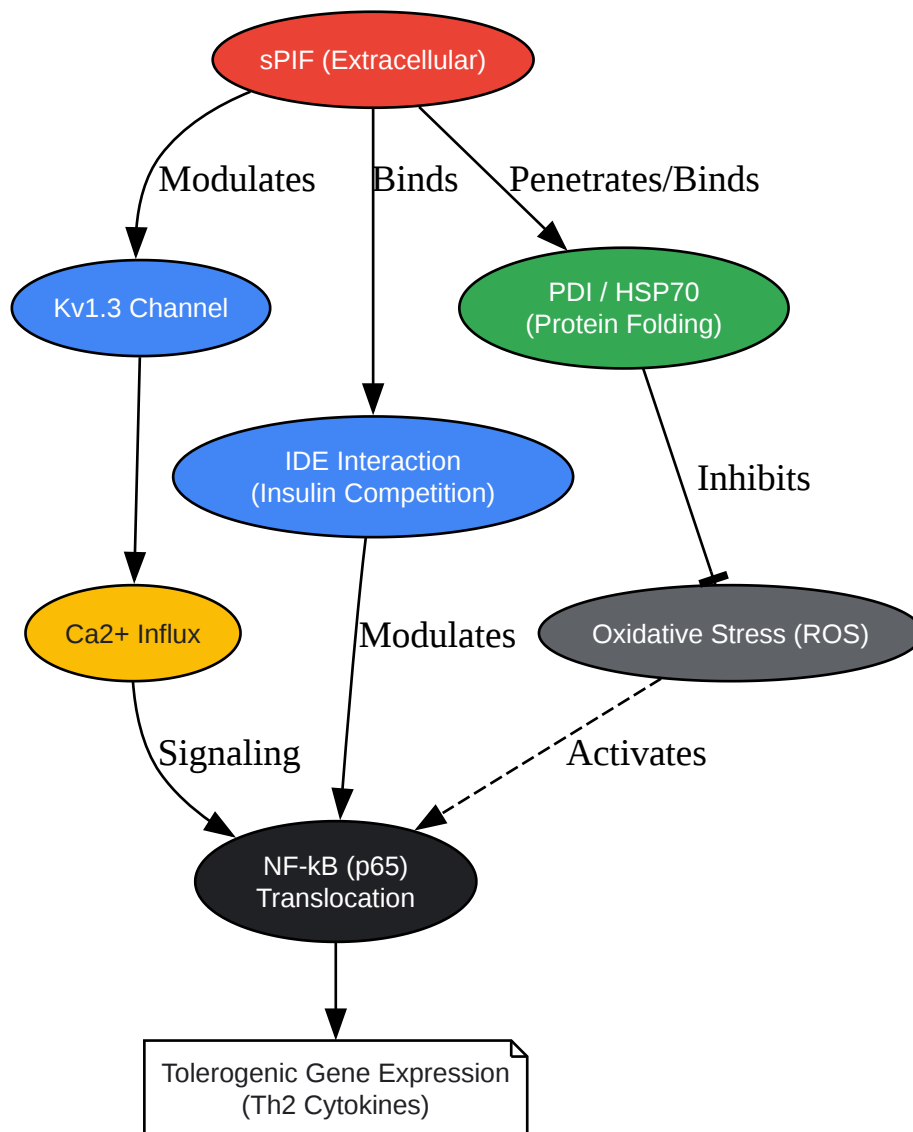 sPIF (Extracellular)
Modulates
Binds
Penetrates/Binds
Kv1.3 Channel
PDI / HSP70
(Protein Folding)
IDE Interaction
(Insulin Competition)
Inhibits
Ca2+ Influx
Modulates
Oxidative Stress (ROS)
Signaling
Activates
NF-kB (p65)
Translocation
Tolerogenic Gene Expression
(Th2 Cytokines)